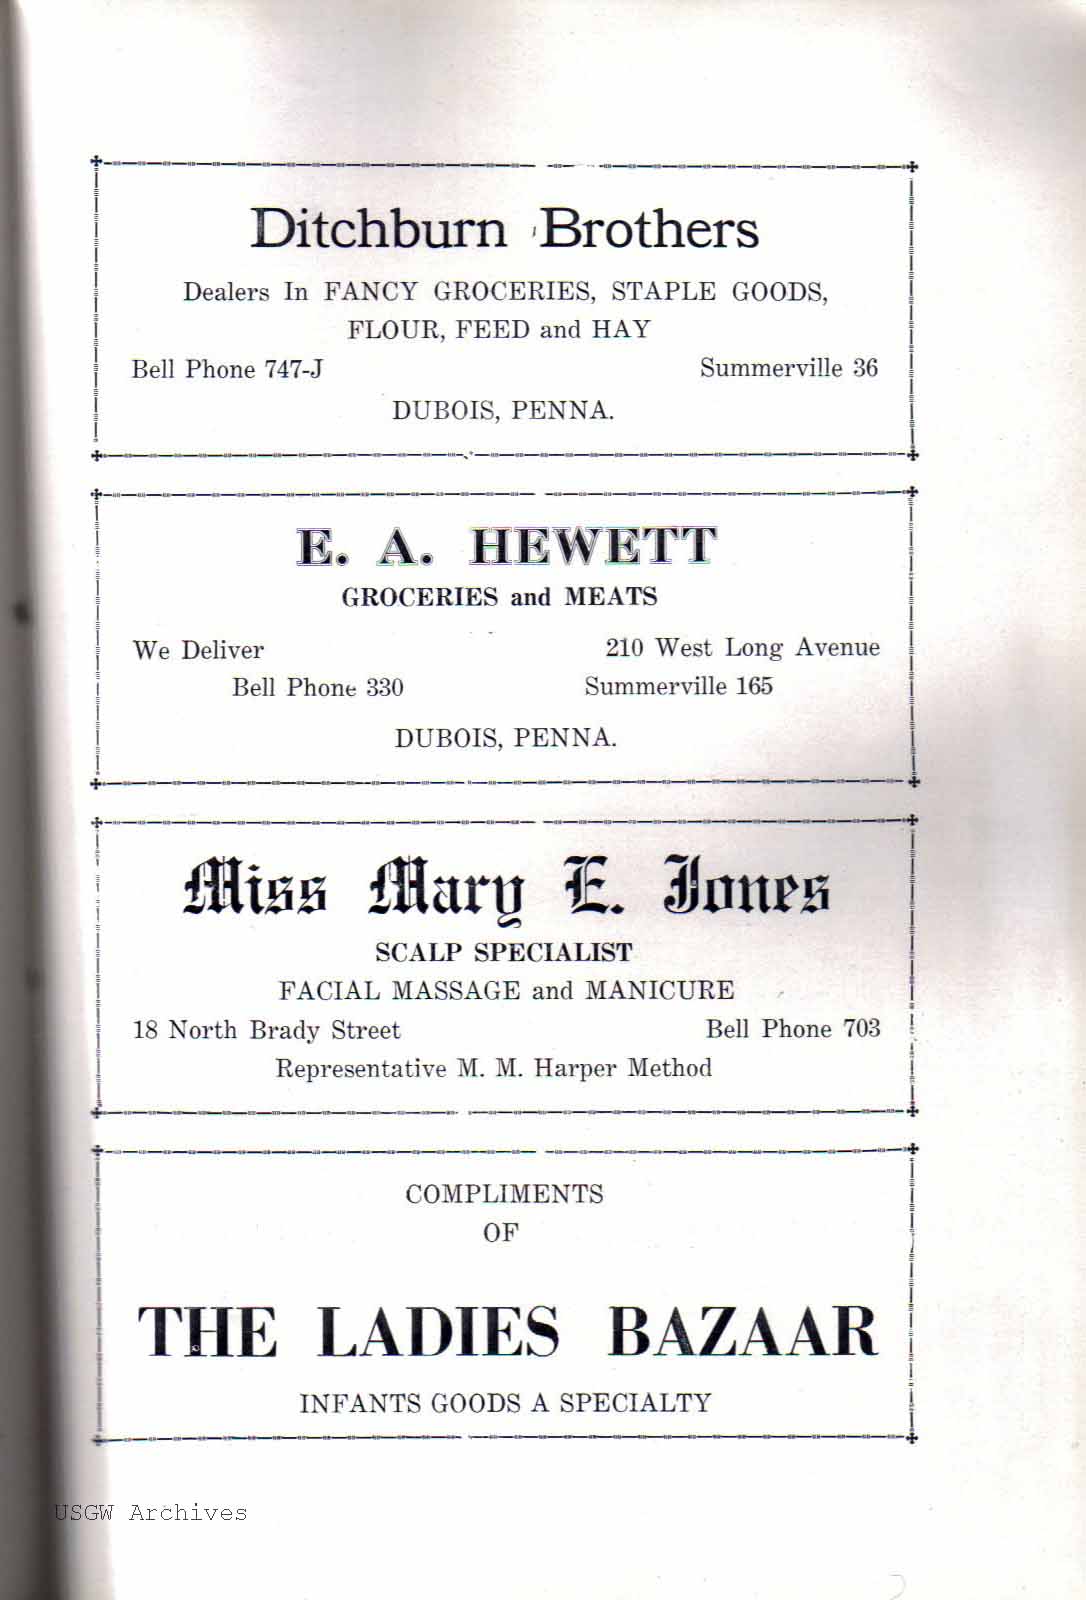 Ditchburn Brothers
Dealers In FANCY GROCERIES, STAPLE GOODS,
FLOUR, FEED and HAY
Bell Phone 747-J Summerville 36
DUBOIS, PENNA.
E. A. HEWETT
GROCERIES and MEATS
We Deliver 210 West Long Avenue
Bell Phone 330 Summerville 165
DUBOIS, PENNA.
Miss Mary E. Jones
SCALP SPECIALIST
FACIAL MASSAGE and MANICURE
18 North Brady Street Bell Phone 703
Representative M. M. Harper Method
COMPLIMENTS
OF
THE LADIES BAZAAR
INFANTS GOODS A SPECIALTY
USGW Archives